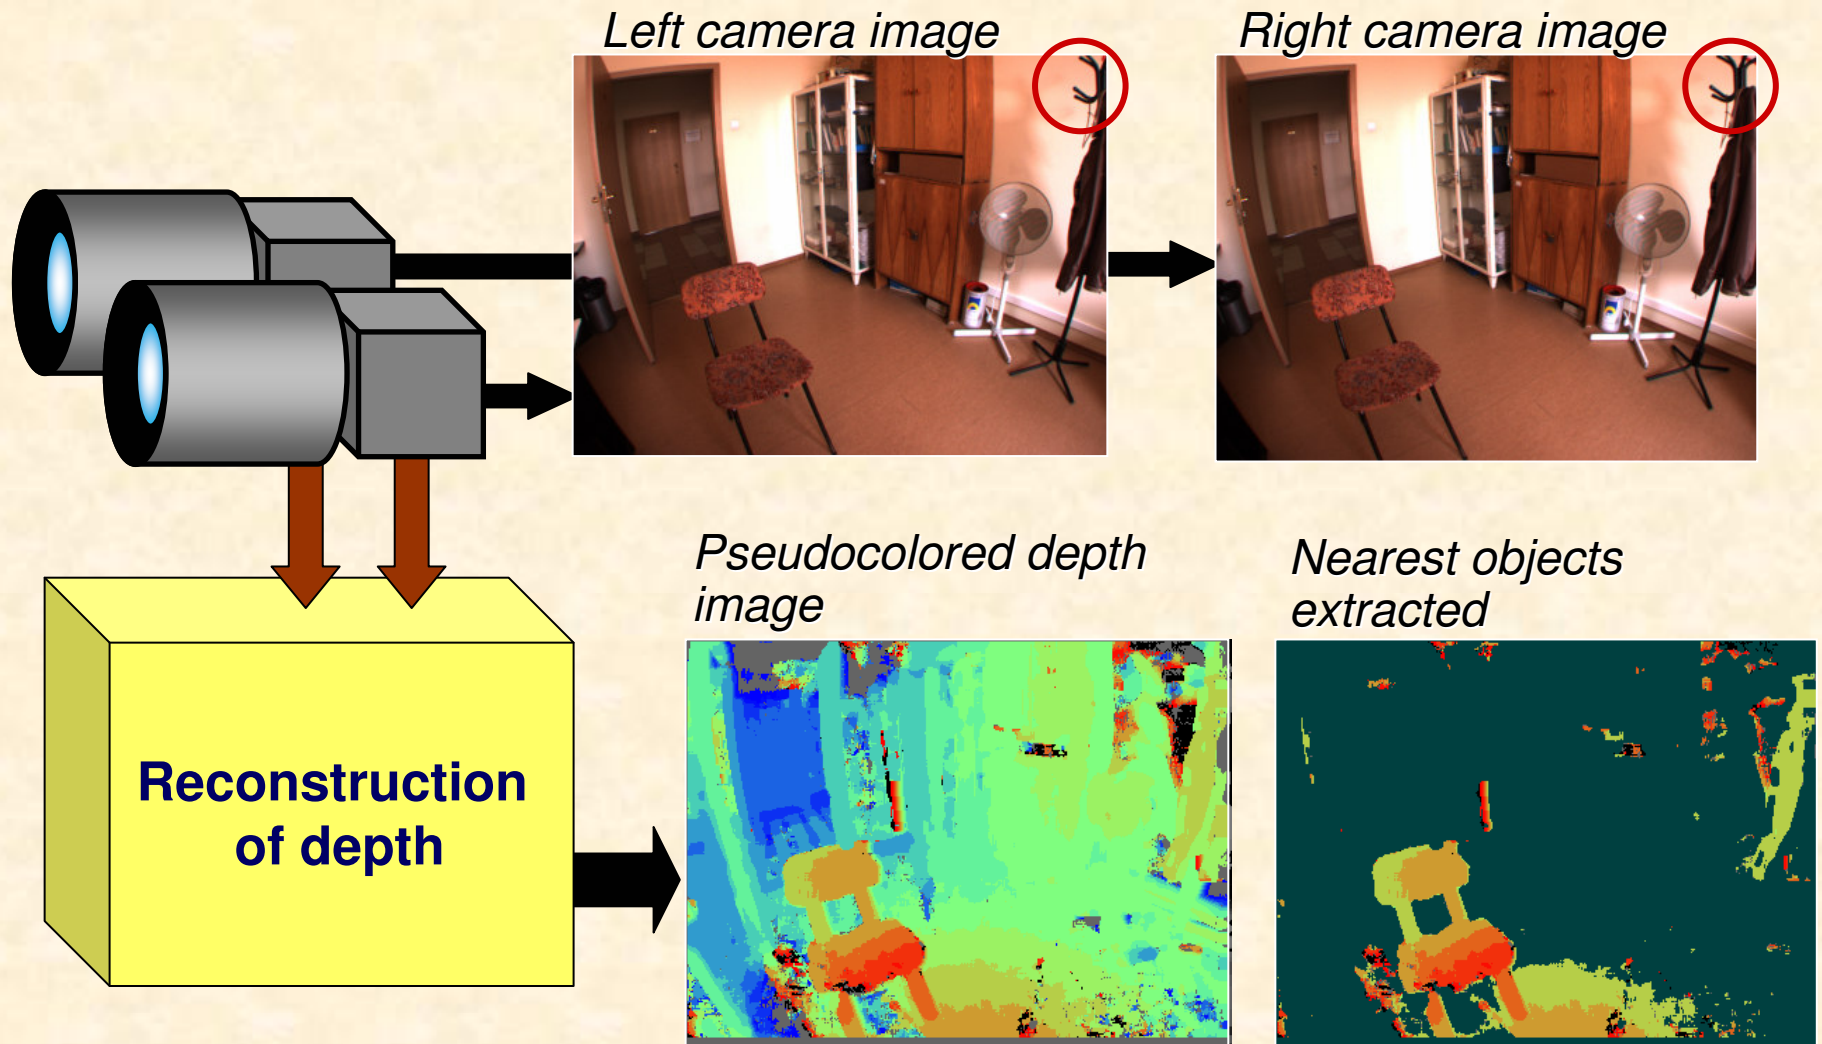 Left camera image
Right camera image
Pseudocolored depth
image
Nearest objects
extracted
Reconstruction
of depth